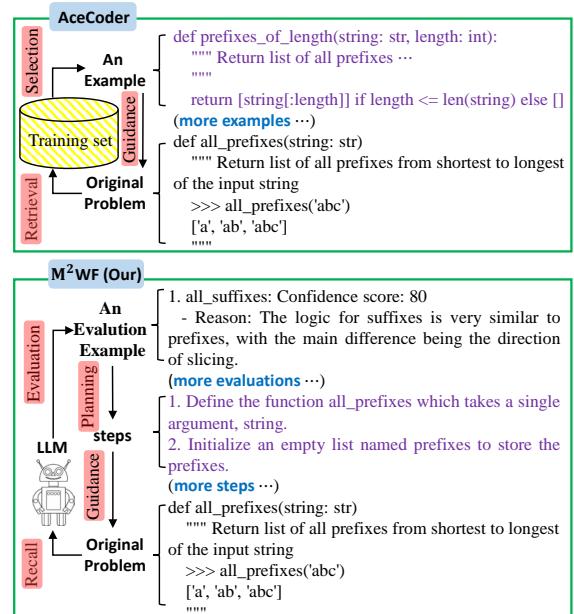 AceCoder
Selection
An
Example
Training set
Guidance
Original
Problem
Retrieval
def prefixes_of_length(string: str, length: int):
""" Return list of all prefixes ⋯
"""
return [string[:length]] if length <= len(string) else []
(more examples ⋯)
def all_prefixes(string: str)
""" Return list of all prefixes from shortest to longest
of the input string
>>> all_prefixes('abc')
['a', 'ab', 'abc']
"""
M²WF (Our)
Evaluation
An
Evalution
Example
Planning
steps
LLM
Guidance
Original
Problem
Recall
1. all_suffixes: Confidence score: 80
- Reason: The logic for suffixes is very similar to
prefixes, with the main difference being the direction
of slicing.
(more evaluations ⋯)
1. Define the function all_prefixes which takes a single
argument, string.
2. Initialize an empty list named prefixes to store the
prefixes.
(more steps ⋯)
def all_prefixes(string: str)
""" Return list of all prefixes from shortest to longest
of the input string
>>> all_prefixes('abc')
['a', 'ab', 'abc']
"""